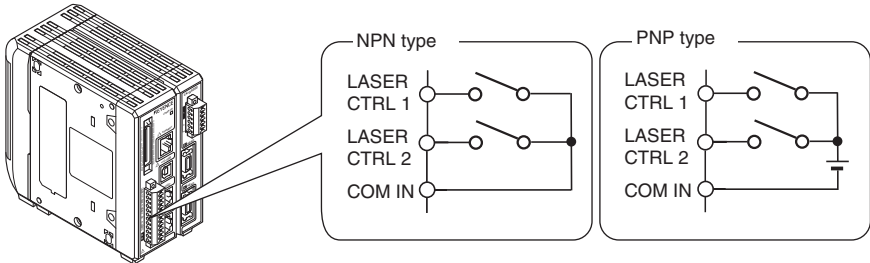 NPN type
LASER
CTRL 1
LASER
CTRL 2
COM IN
PNP type
LASER
CTRL 1
LASER
CTRL 2
COM IN